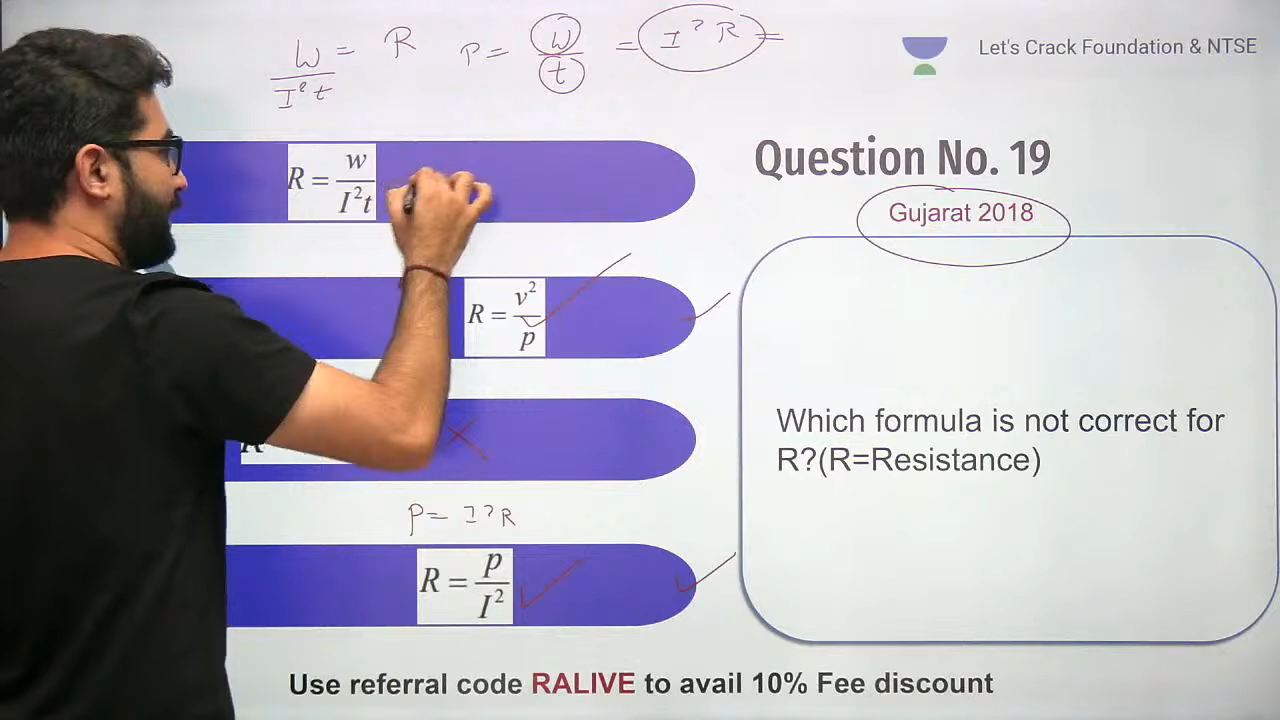 W/I²t = R P = W/t = I²R =
Let's Crack Foundation & NTSE
Question No. 19
Gujarat 2018
R = w/I²t
R = v²/p
P = I²R
R = p/I²
Which formula is not correct for
R?(R=Resistance)
Use referral code RALIVE to avail 10% Fee discount